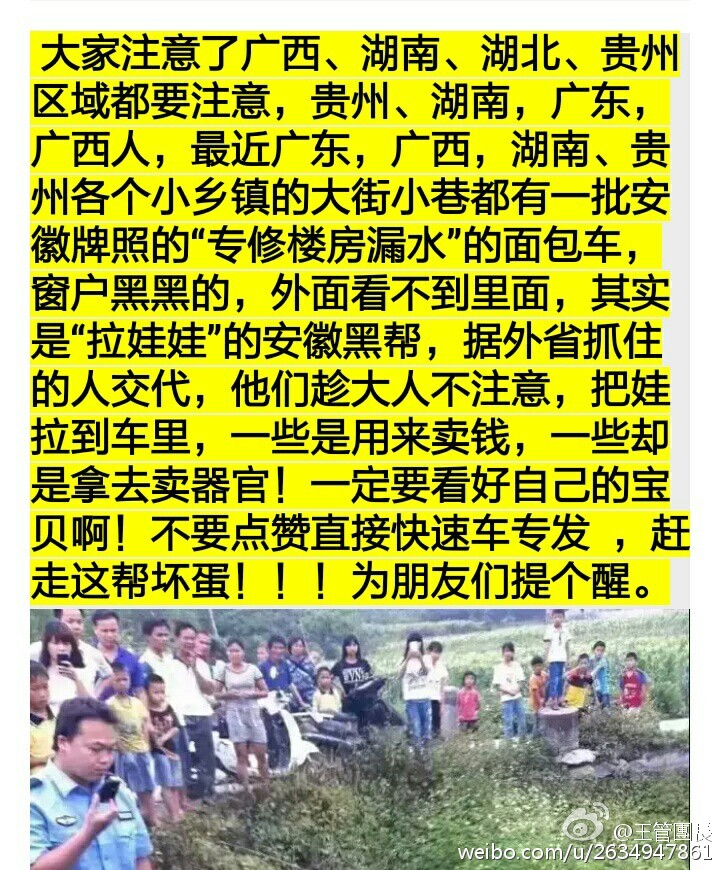 大家注意了广西、湖南、湖北、贵州
区域都要注意，贵州、湖南，广东，
广西人，最近广东，广西，湖南、贵
州各个小乡镇的大街小巷都有一批安
徽牌照的“专修楼房漏水”的面包车，
窗户黑黑的，外面看不到里面，其实
是“拉娃娃”的安徽黑帮，据外省抓住
的人交代，他们趁大人不注意，把娃
拉到车里，一些是用来卖钱，一些却
是拿去卖器官！一定要看好自己的宝
贝啊！不要点赞直接快速车专发 ，赶
走这帮坏蛋！！！为朋友们提个醒。
@王管團長
weibo.com/u/2634947861